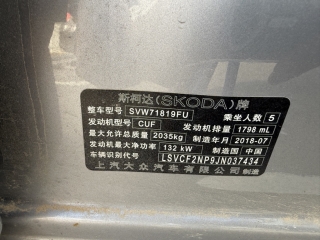 斯柯达(SKODA)牌
整车型号 SVW71819FU 乘坐人数 5
发动机型号 CUF 发动机排量 1798 mL
最大允许总质量 2035kg 制造年月 2018-07
发动机最大净功率 132 kW 制造国 中国
车辆识别代号 LSVCF2NP9JN037434
上汽大众汽车有限公司 制造